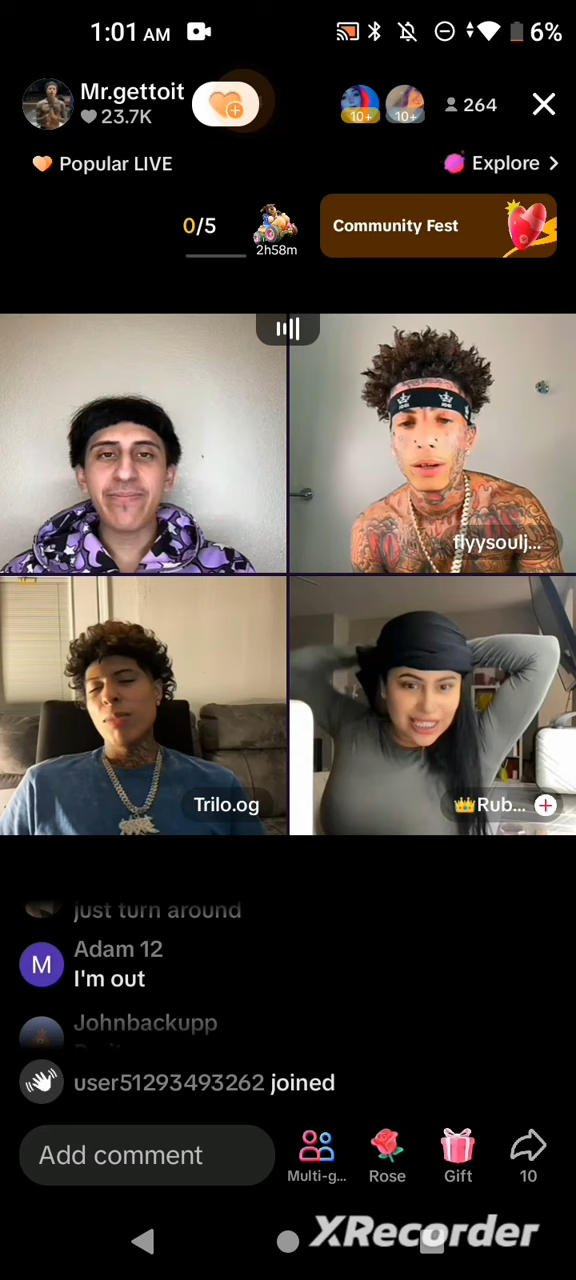 1:01 AM
6%
Mr.gettoit
23.7K
10+
10+
264
Popular LIVE
Explore
0/5
2h58m
Community Fest
flyysoulj...
Trilo.og
Rub...
just turn around
M
Adam 12
I'm out
Johnbackupp
user51293493262 joined
Add comment
Multi-g...
Rose
Gift
10
XRecorder